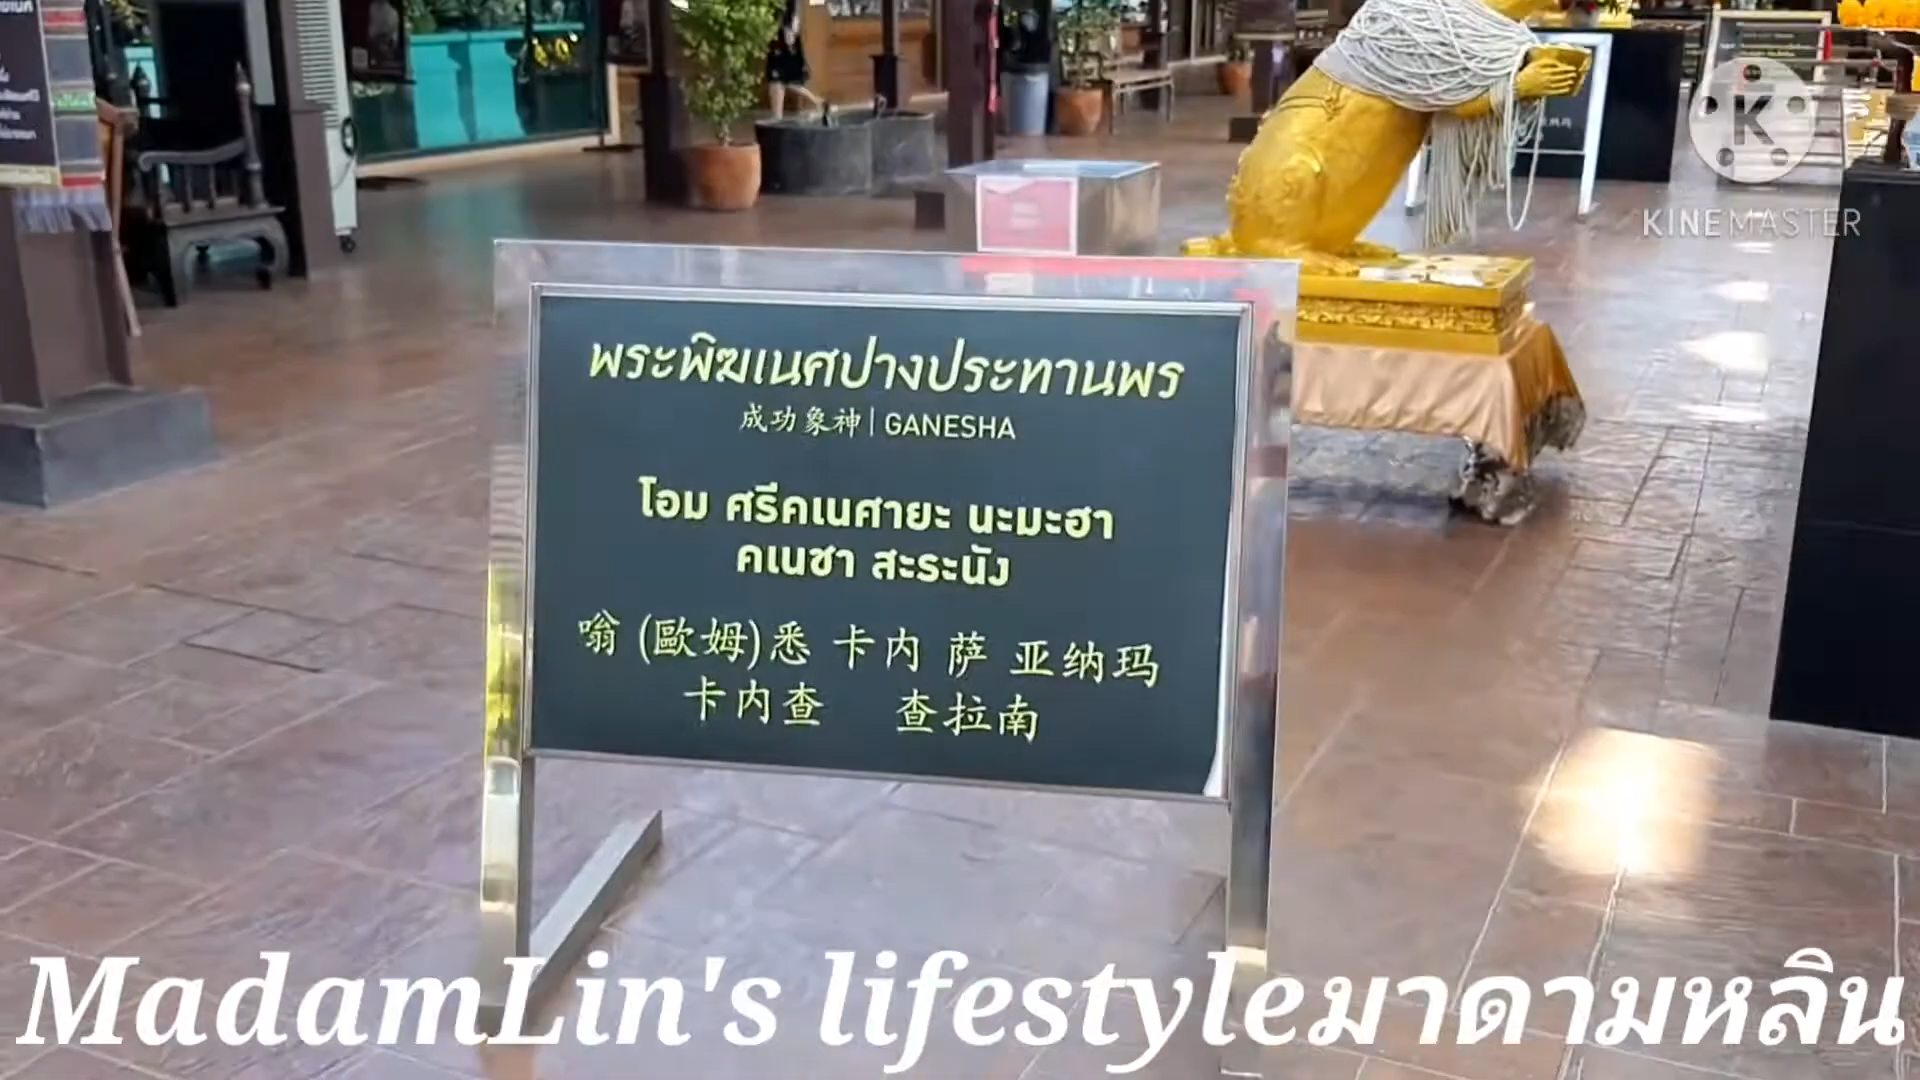 K
KINEMASTER
พระพิฆเนศปางประทานพร
成功象神 | GANESHA
โอม ศรีคเนศายะ นะมะฮา
คเนชา สะระนัง
嗡 (歐姆)悉 卡内 萨 亚纳玛
卡内查 查拉南
MadamLin's lifestyleมาดามหลิน